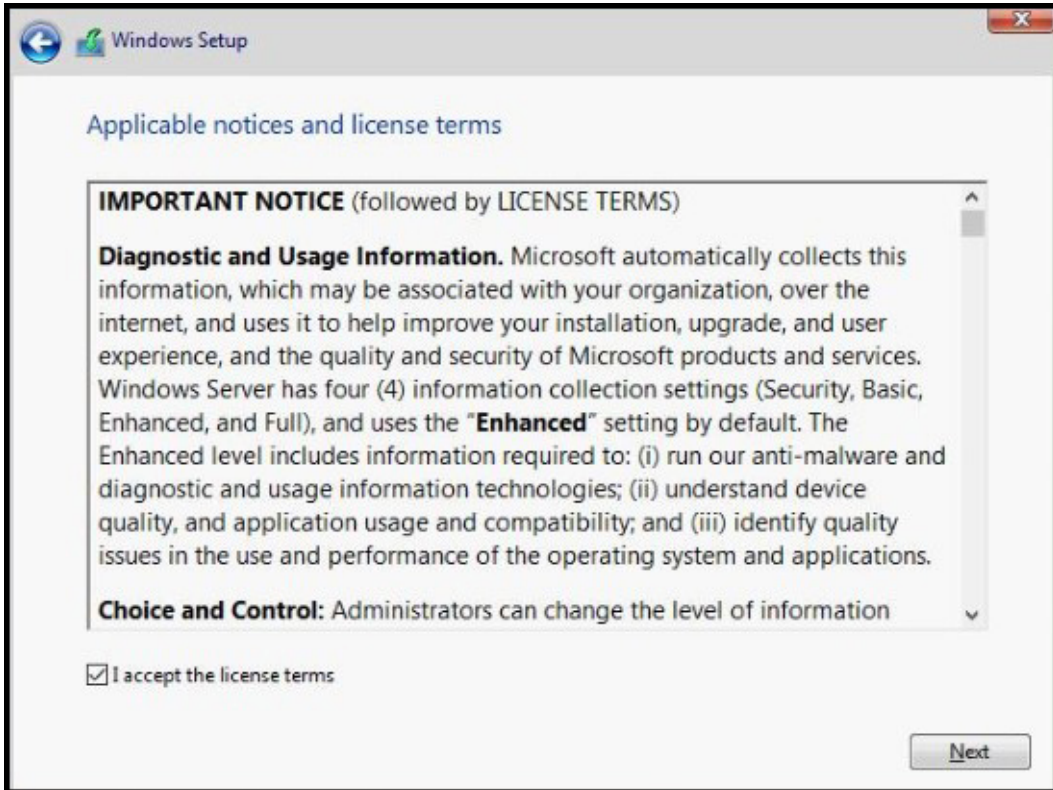 Windows Setup
Applicable notices and license terms
IMPORTANT NOTICE (followed by LICENSE TERMS)
Diagnostic and Usage Information. Microsoft automatically collects this
information, which may be associated with your organization, over the
internet, and uses it to help improve your installation, upgrade, and user
experience, and the quality and security of Microsoft products and services.
Windows Server has four (4) information collection settings (Security, Basic,
Enhanced, and Full), and uses the “Enhanced” setting by default. The
Enhanced level includes information required to: (i) run our anti-malware and
diagnostic and usage information technologies; (ii) understand device
quality, and application usage and compatibility; and (iii) identify quality
issues in the use and performance of the operating system and applications.
Choice and Control: Administrators can change the level of information
I accept the license terms
Next